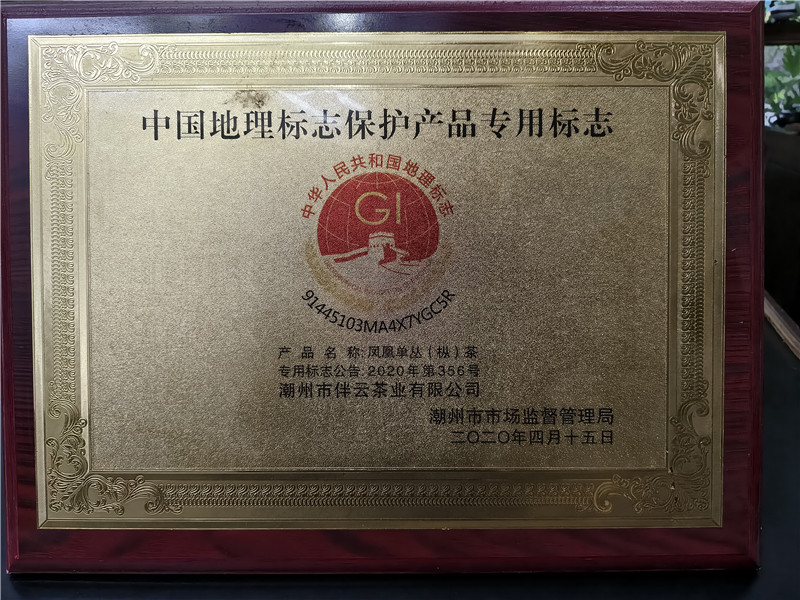 中国地理标志保护产品专用标志
中华人民共和国地理标志
GI
91445103MA4X7YGC5R
产品名称:凤凰单丛(枞)茶
专用标志公告:2020年第356号
潮州市伴云茶业有限公司
潮州市市场监督管理局
二〇二〇年四月十五日